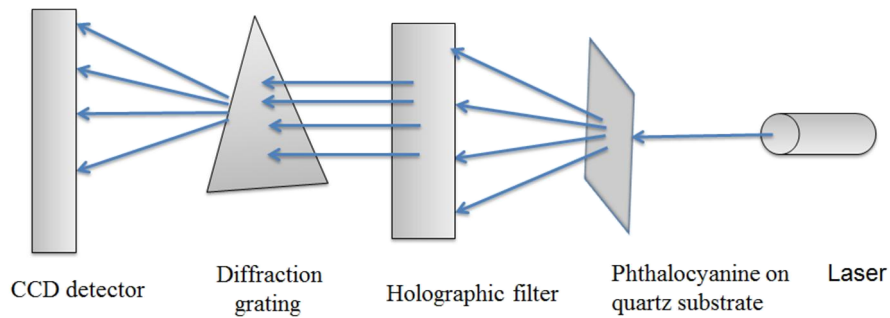 CCD detector
Diffraction
grating
Holographic filter
Phthalocyanine on
quartz substrate
Laser